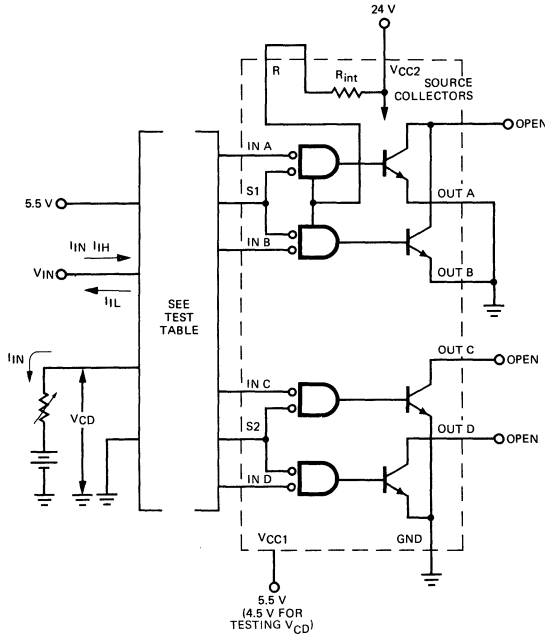 24 V
R
Rint
VCC2
SOURCE
COLLECTORS
OPEN
IN A
S1
OUT A
5.5 V
IIN IIH
IN B
VIN
IIL
OUT B
SEE
TEST
TABLE
OUT C
OPEN
IIN
IN C
VCD
S2
OUT D
OPEN
IN D
VCC1
GND
5.5 V
(4.5 V FOR
TESTING VCD)